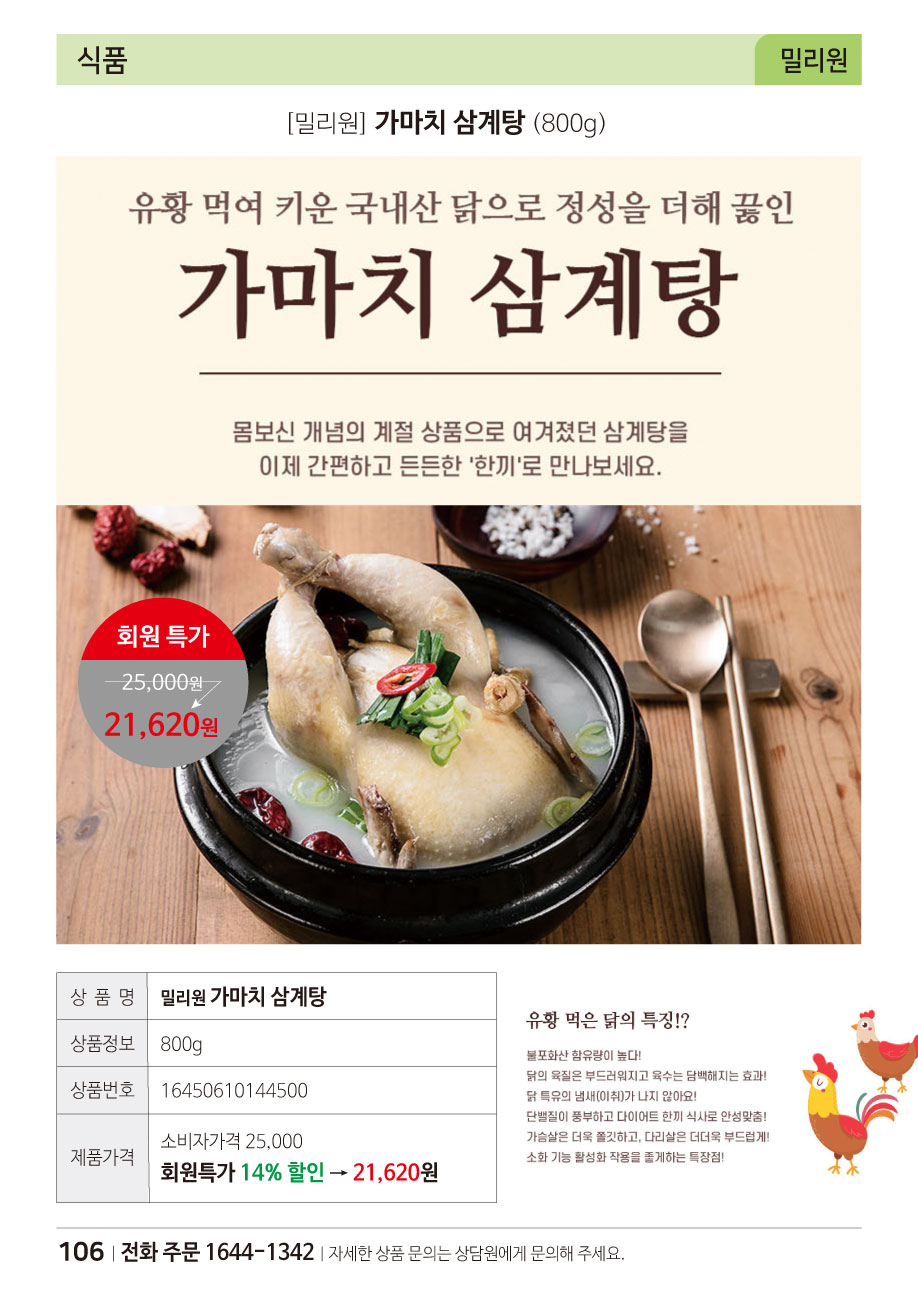 식품
밀리원
[밀리원] 가마치 삼계탕 (800g)
유황 먹여 키운 국내산 닭으로 정성을 더해 끓인
가마치 삼계탕
몸보신 개념의 계절 상품으로 여겨졌던 삼계탕을
이제 간편하고 든든한 '한끼'로 만나보세요.
회원 특가
25,000원
21,620원
상 품 명 밀리원 가마치 삼계탕
상품정보 800g
상품번호 16450610144500
제품가격 소비자가격 25,000
회원특가 14% 할인 → 21,620원
유황 먹은 닭의 특징!?
불포화산 함유량이 높다!
닭의 육질은 부드러워지고 육수는 담백해지는 효과!
닭 특유의 냄새(이취)가 나지 않아요!
단밸질이 풍부하고 다이어트 한끼 식사로 안성맞춤!
가슴살은 더욱 쫄깃하고, 다리살은 더더욱 부드럽게!
소화 기능 활성화 작용을 돟게하는 특장점!
106 | 전화 주문 1644-1342 | 자세한 상품 문의는 상담원에게 문의해 주세요.